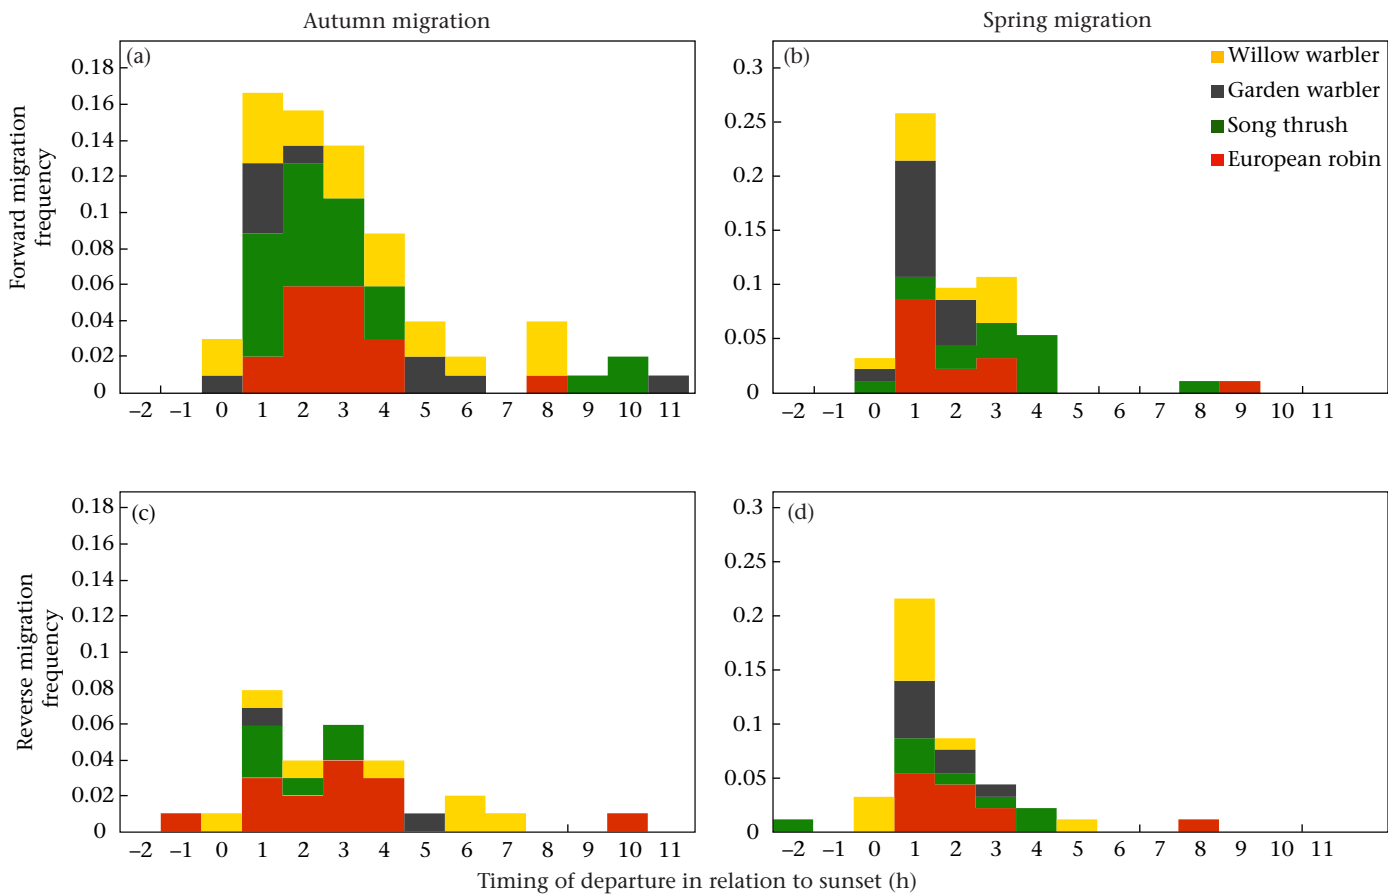 Autumn migration
Spring migration
(a)
0.18
0.16
0.14
0.12
0.1
0.08
0.06
0.04
0.02
0
Forward migration
frequency
–2 –1 0 1 2 3 4 5 6 7 8 9 10 11
(b)
0.3
0.25
0.2
0.15
0.1
0.05
0
Willow warbler
Garden warbler
Song thrush
European robin
–2 –1 0 1 2 3 4 5 6 7 8 9 10 11
(c)
0.18
0.16
0.14
0.12
0.1
0.08
0.06
0.04
0.02
0
Reverse migration
frequency
–2 –1 0 1 2 3 4 5 6 7 8 9 10 11
(d)
0.3
0.25
0.2
0.15
0.1
0.05
0
–2 –1 0 1 2 3 4 5 6 7 8 9 10 11
Timing of departure in relation to sunset (h)